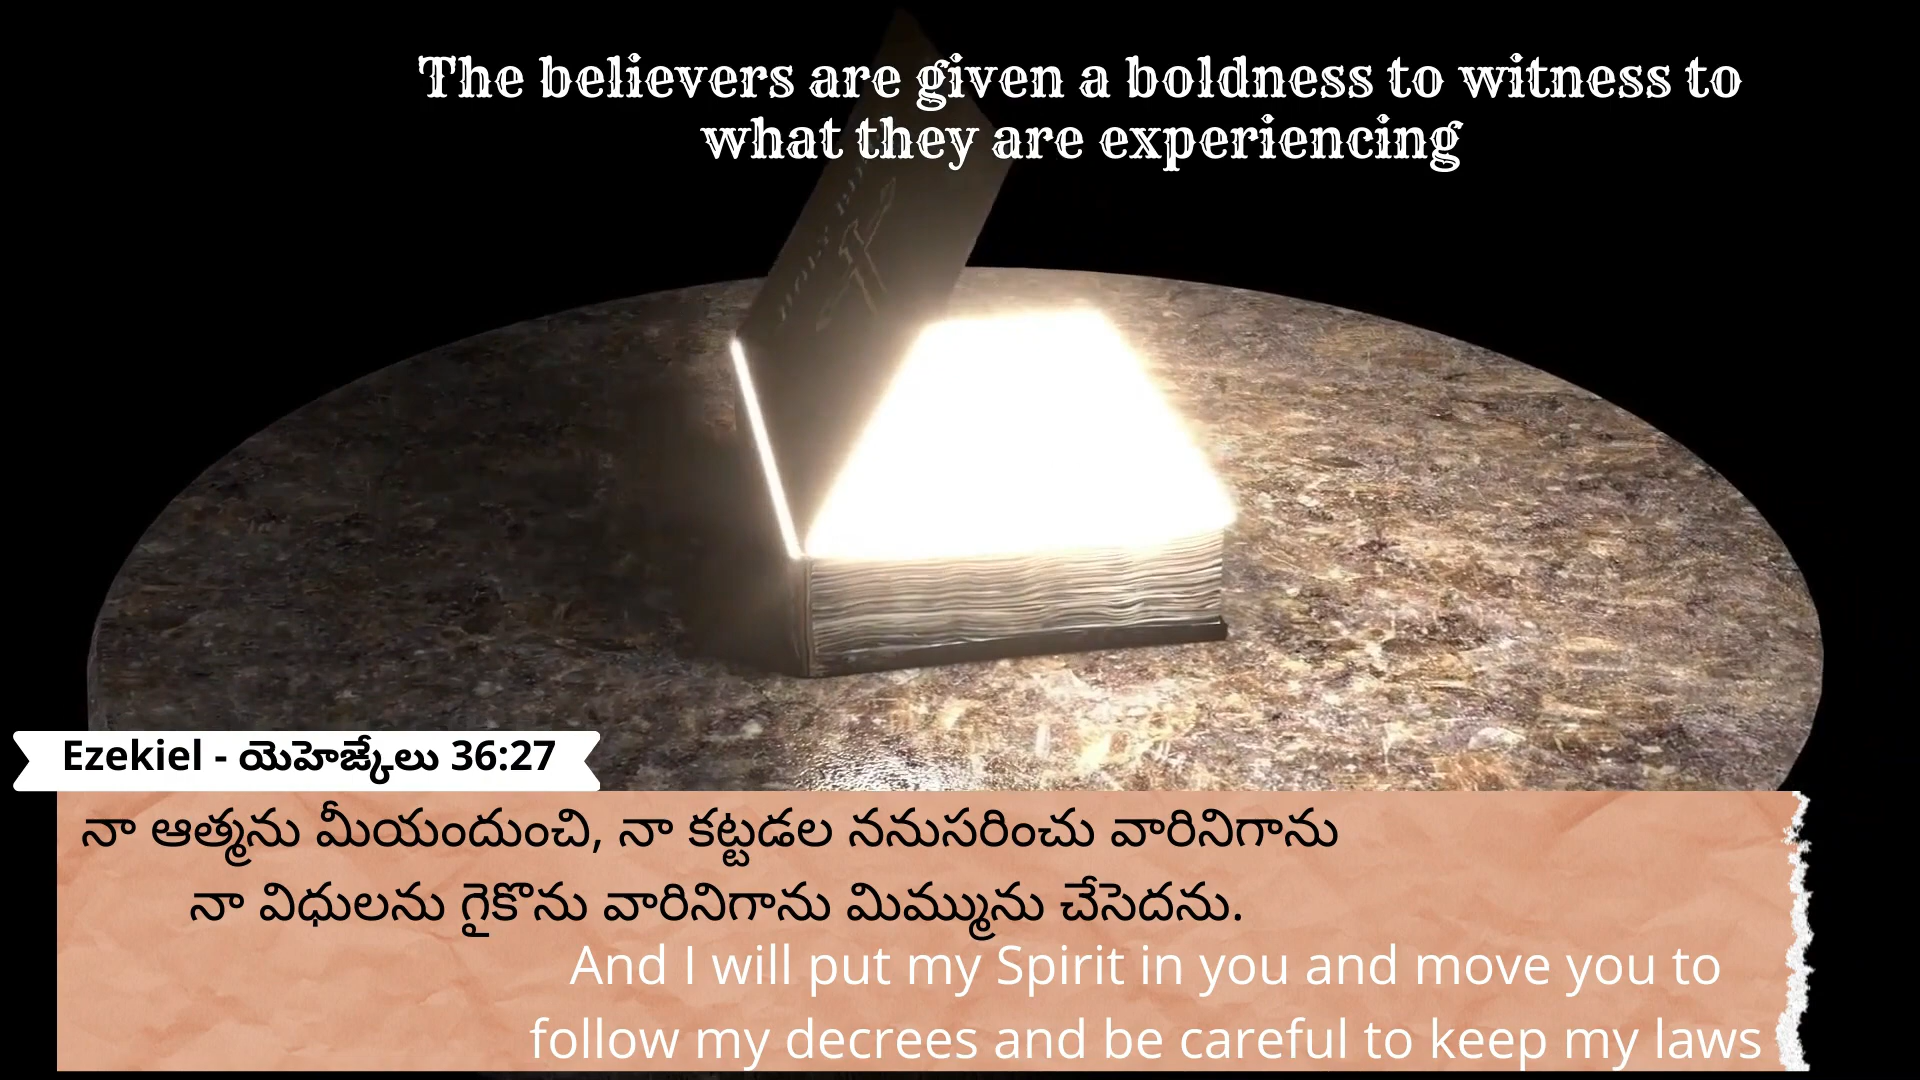 The believers are given a boldness to witness to
what they are experiencing
Ezekiel - యెహెజ్కేలు 36:27
నా ఆత్మను మీయందుంచి, నా కట్టడల ననుసరించు వారినిగాను
నా విధులను గైకొను వారినిగాను మిమ్మును చేసెదను.
And I will put my Spirit in you and move you to
follow my decrees and be careful to keep my laws